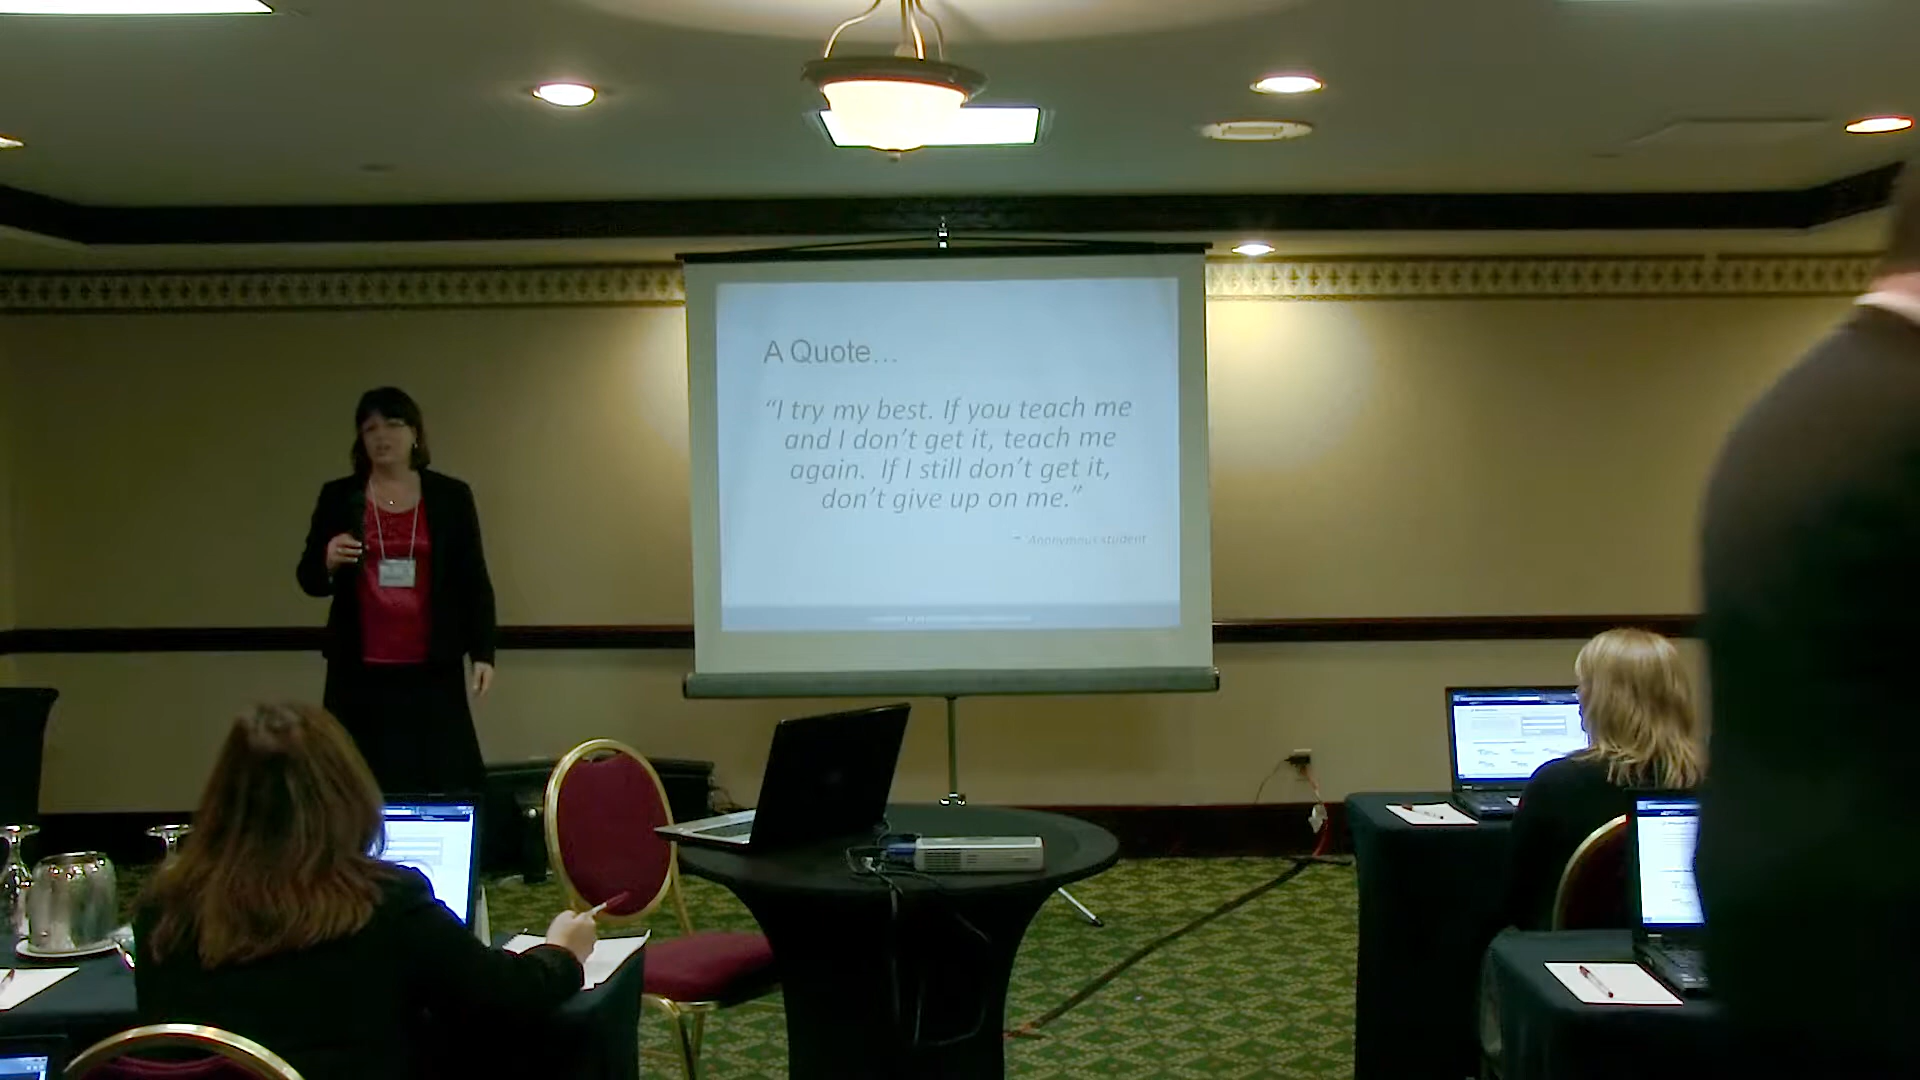 A Quote...
“I try my best. If you teach me
and I don’t get it, teach me
again. If I still don’t get it,
don’t give up on me.”
- Anonymous student